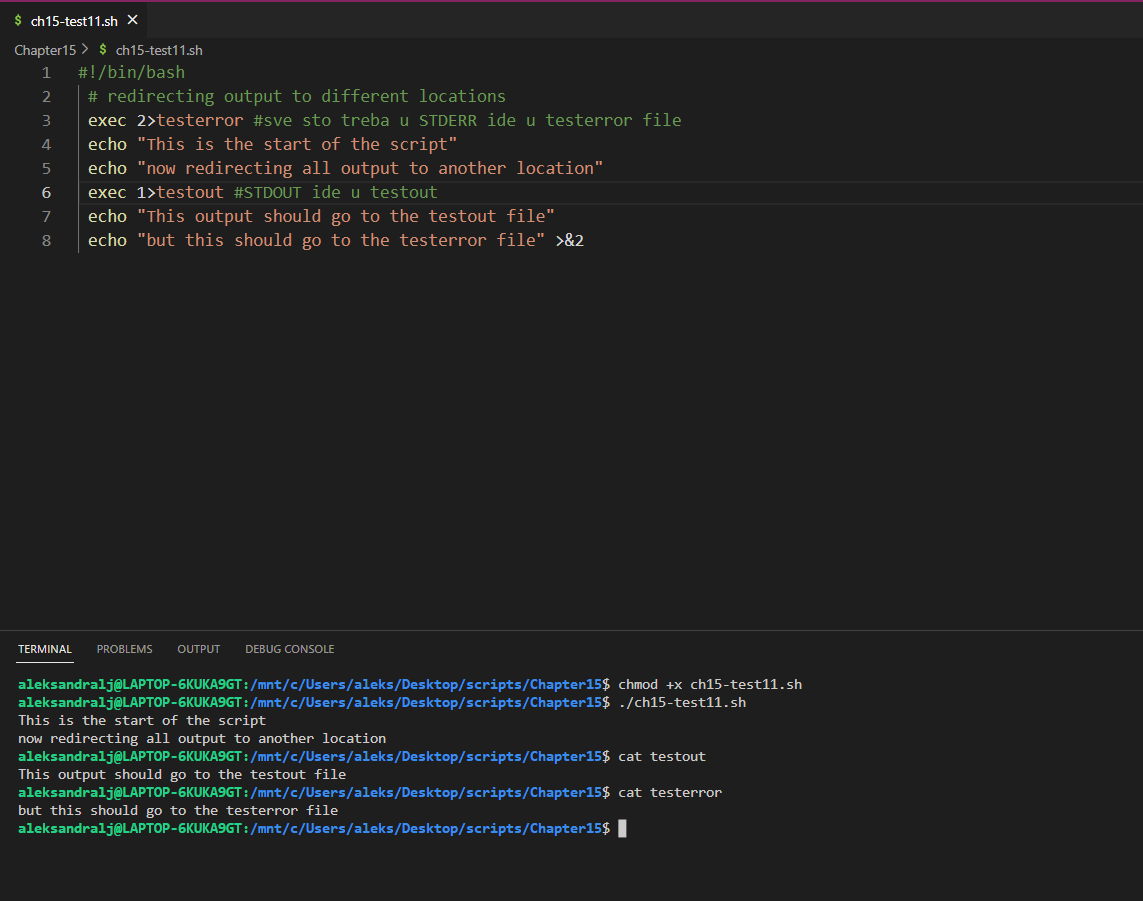 $ ch15-test11.sh ×
Chapter15 > $ ch15-test11.sh
1 #!/bin/bash
2 # redirecting output to different locations
3 exec 2>testerror #sve sto treba u STDERR ide u testerror file
4 echo "This is the start of the script"
5 echo "now redirecting all output to another location"
6 exec 1>testout #STDOUT ide u testout
7 echo "This output should go to the testout file"
8 echo "but this should go to the testerror file" >&2
TERMINAL PROBLEMS OUTPUT DEBUG CONSOLE
aleksandralj@LAPTOP-6KUKA9GT:/mnt/c/Users/aleks/Desktop/scripts/Chapter15$ chmod +x ch15-test11.sh
aleksandralj@LAPTOP-6KUKA9GT:/mnt/c/Users/aleks/Desktop/scripts/Chapter15$ ./ch15-test11.sh
This is the start of the script
now redirecting all output to another location
aleksandralj@LAPTOP-6KUKA9GT:/mnt/c/Users/aleks/Desktop/scripts/Chapter15$ cat testout
This output should go to the testout file
aleksandralj@LAPTOP-6KUKA9GT:/mnt/c/Users/aleks/Desktop/scripts/Chapter15$ cat testerror
but this should go to the testerror file
aleksandralj@LAPTOP-6KUKA9GT:/mnt/c/Users/aleks/Desktop/scripts/Chapter15$